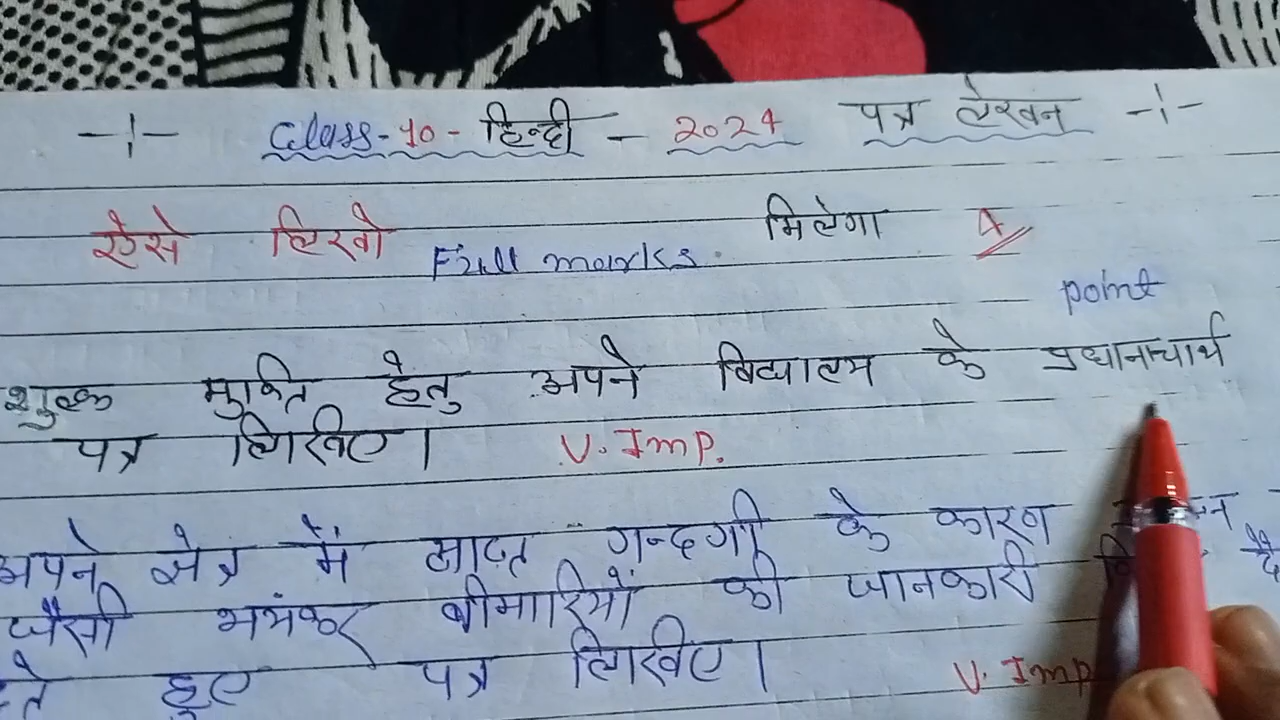 -:- Class-10 - हिन्दी - 2024 पत्र लेखन -:-
ऐसे लिखो Full marks. मिलेगा 4
point
शुल्क मुक्ति हेतु अपने विद्यालय के प्रधानाचार्य
पत्र लिखिए। V. Imp.
अपने क्षेत्र में व्याप्त गन्दगी के कारण
जैसी भयंकर बीमारियों की जानकारी
हुए पत्र लिखिए। V. Imp